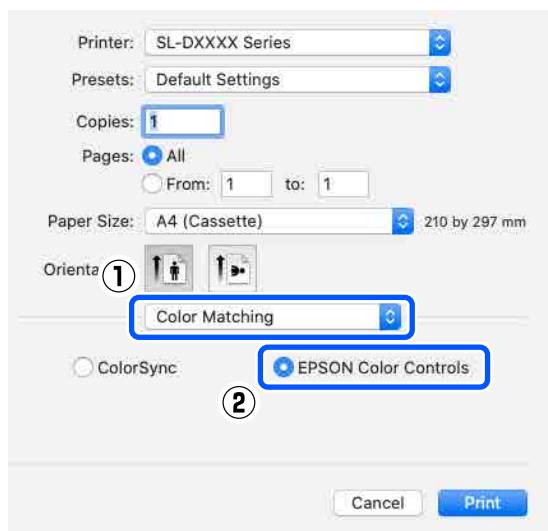 Printer: SL-DXXXX Series
Presets: Default Settings
Copies: 1
Pages: All
From: 1 to: 1
Paper Size: A4 (Cassette) 210 by 297 mm
Orienta
1
Color Matching
ColorSync EPSON Color Controls
2
Cancel Print